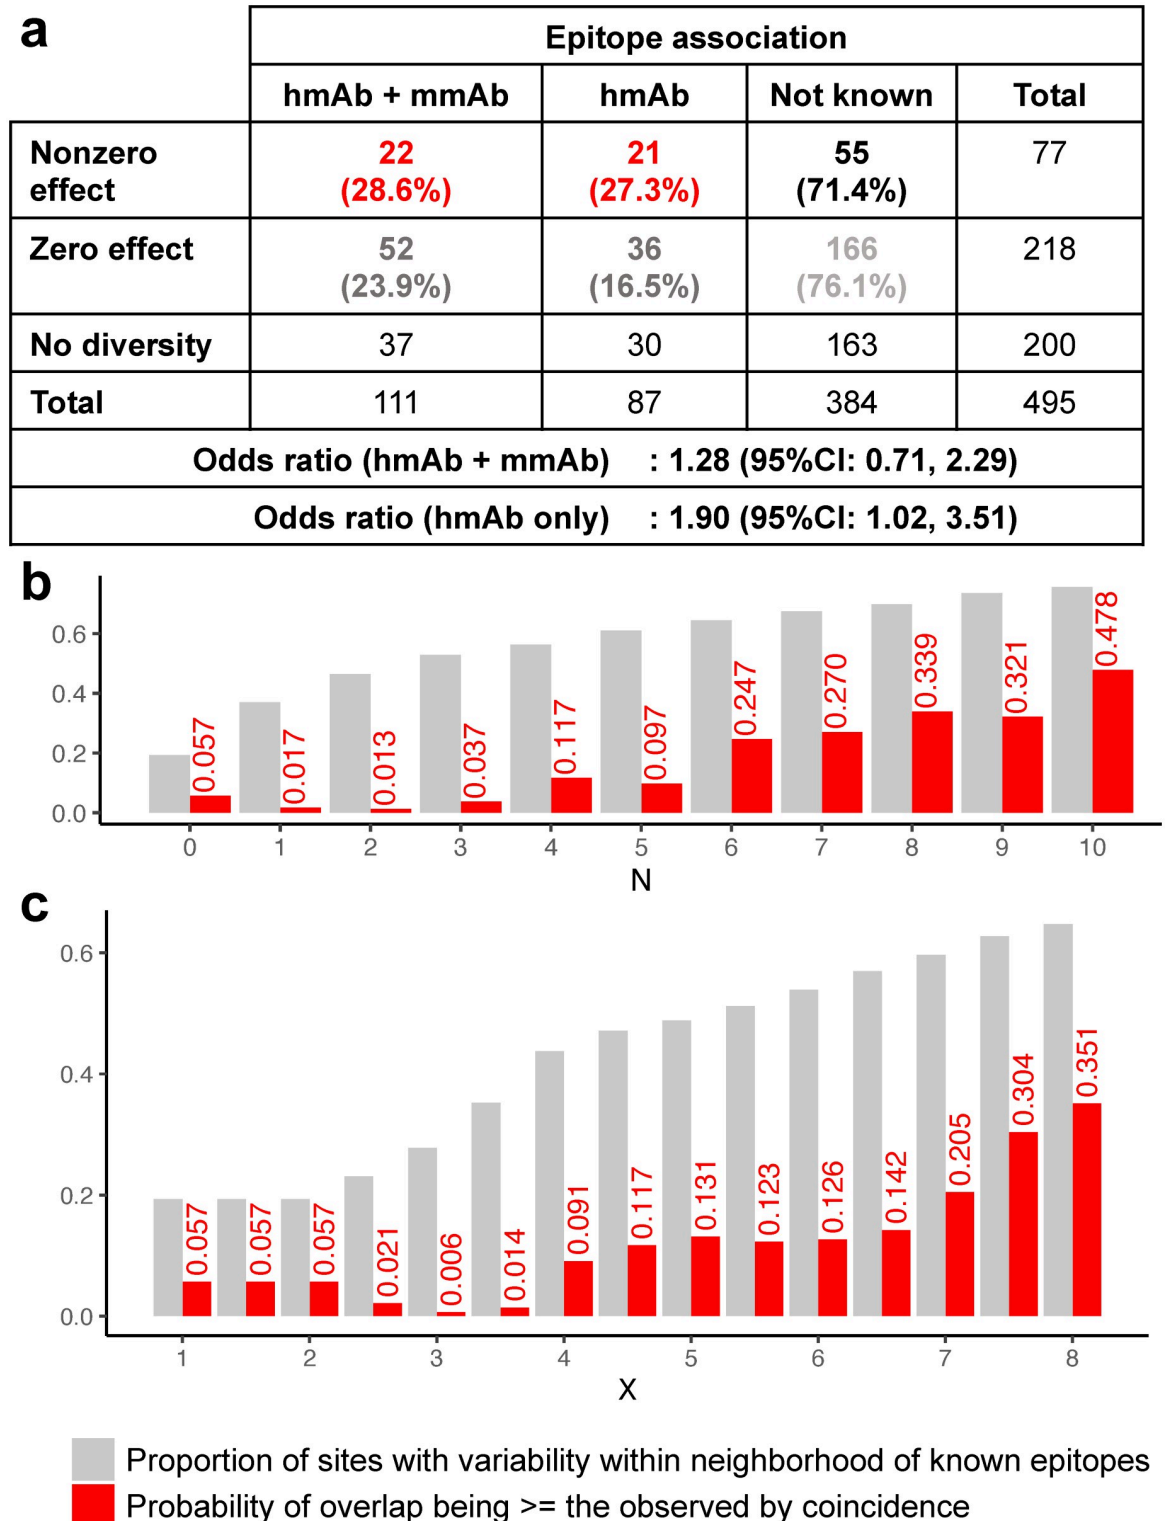 a
Epitope association
hmAb + mmAb hmAb Not known Total
Nonzero effect 22 (28.6%) 21 (27.3%) 55 (71.4%) 77
Zero effect 52 (23.9%) 36 (16.5%) 166 (76.1%) 218
No diversity 37 30 163 200
Total 111 87 384 495
Odds ratio (hmAb + mmAb) : 1.28 (95%CI: 0.71, 2.29)
Odds ratio (hmAb only) : 1.90 (95%CI: 1.02, 3.51)
b
0.6
0.4
0.2
0.0
0.057 0.017 0.013 0.037 0.117 0.097 0.247 0.270 0.339 0.321 0.478
0 1 2 3 4 5 6 7 8 9 10
N
c
0.6
0.4
0.2
0.0
0.057 0.057 0.057 0.021 0.006 0.014 0.091 0.117 0.131 0.123 0.126 0.142 0.205 0.304 0.351
1 2 3 4 5 6 7 8
X
Proportion of sites with variability within neighborhood of known epitopes
Probability of overlap being >= the observed by coincidence